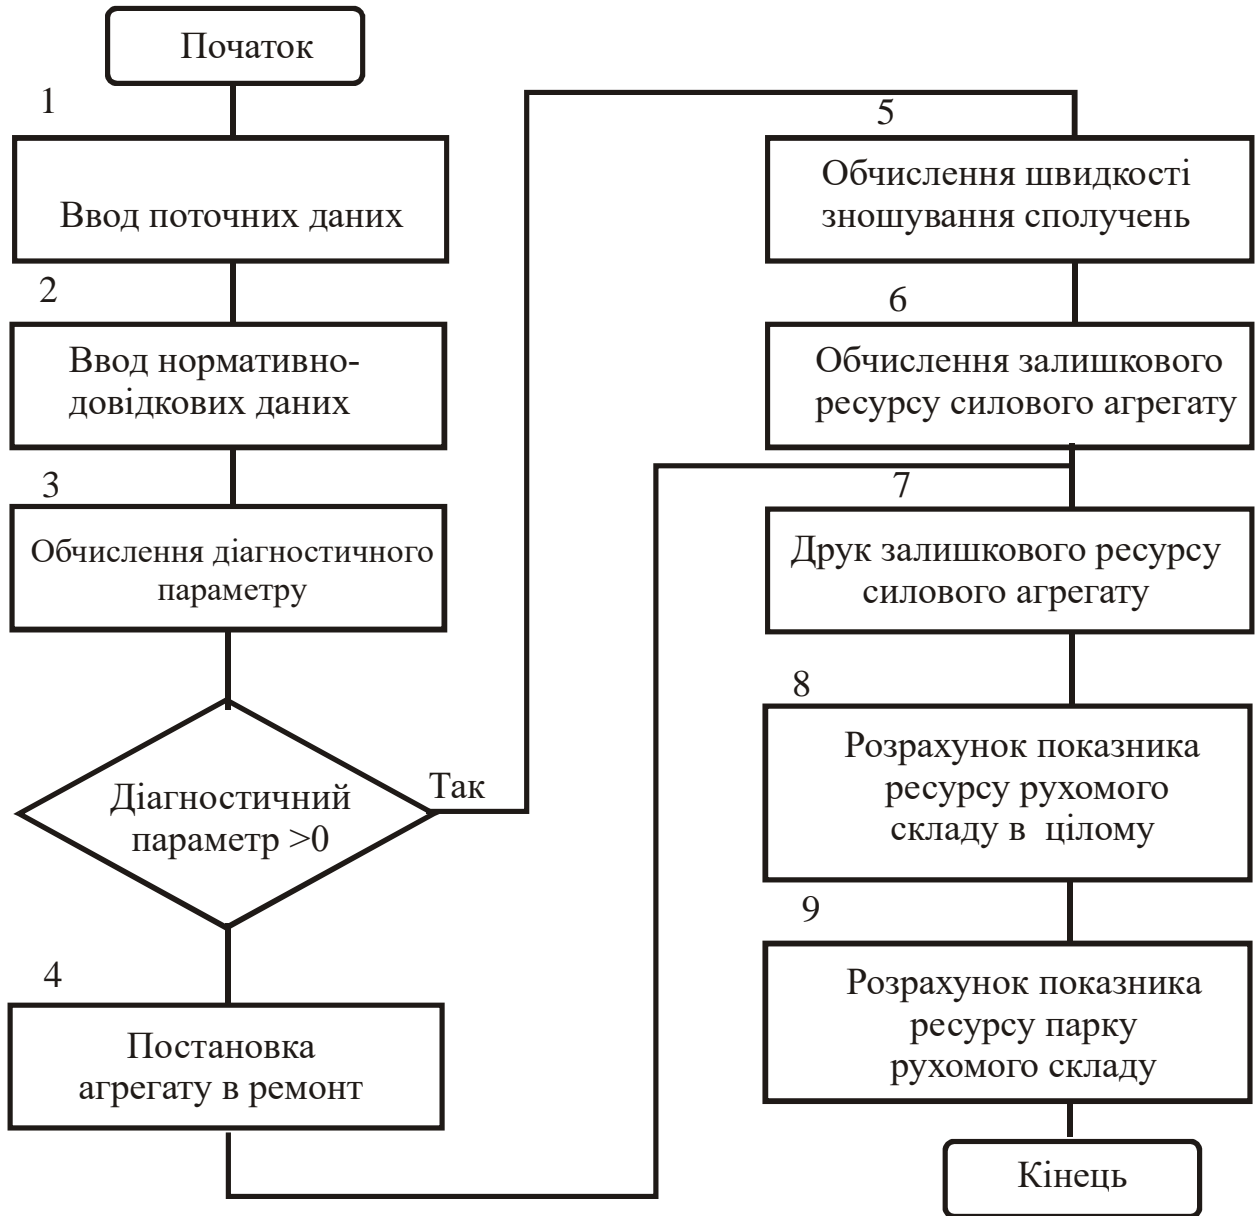 Початок
1
Ввод поточних даних
2
Ввод нормативно-
довідкових даних
3
Обчислення діагностичного
параметру
Діагностичний
параметр >0
Так
4
Постановка
агрегату в ремонт
5
Обчислення швидкості
зношування сполучень
6
Обчислення залишкового
ресурсу силового агрегату
7
Друк залишкового ресурсу
силового агрегату
8
Розрахунок показника
ресурсу рухомого
складу в цілому
9
Розрахунок показника
ресурсу парку
рухомого складу
Кінець